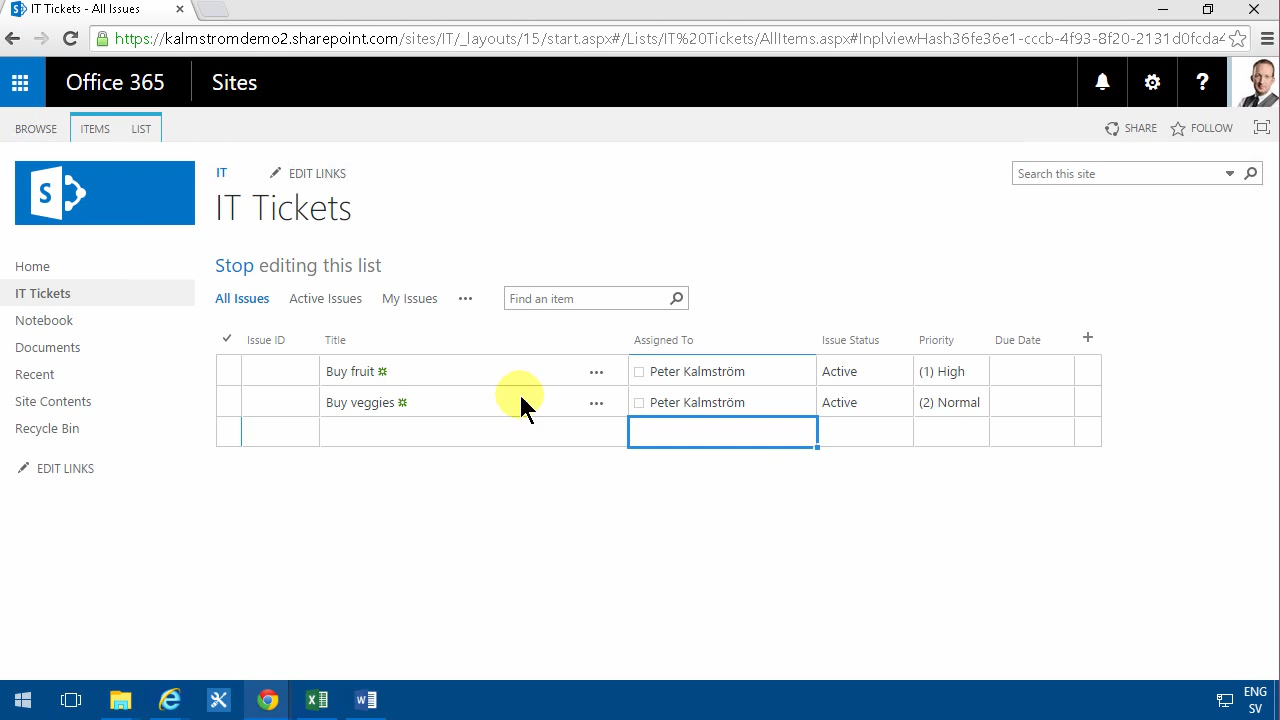 IT Tickets - All Issues
https://kalmstromdemo2.sharepoint.com/sites/IT/_layouts/15/start.aspx#/Lists/IT%20Tickets/AllItems.aspx#InplviewHash36fe36e1-cccb-4f93-8f20-2131d0fcda4
Office 365 Sites ?
BROWSE ITEMS LIST SHARE FOLLOW
S
IT EDIT LINKS Search this site
IT Tickets
Stop editing this list
All Issues Active Issues My Issues ••• Find an item
Home
IT Tickets
Notebook
Documents
Recent
Site Contents
Recycle Bin
EDIT LINKS
Issue ID Title Assigned To Issue Status Priority Due Date
Buy fruit ••• Peter Kalmström Active (1) High
Buy veggies ••• Peter Kalmström Active (2) Normal
ENG
SV